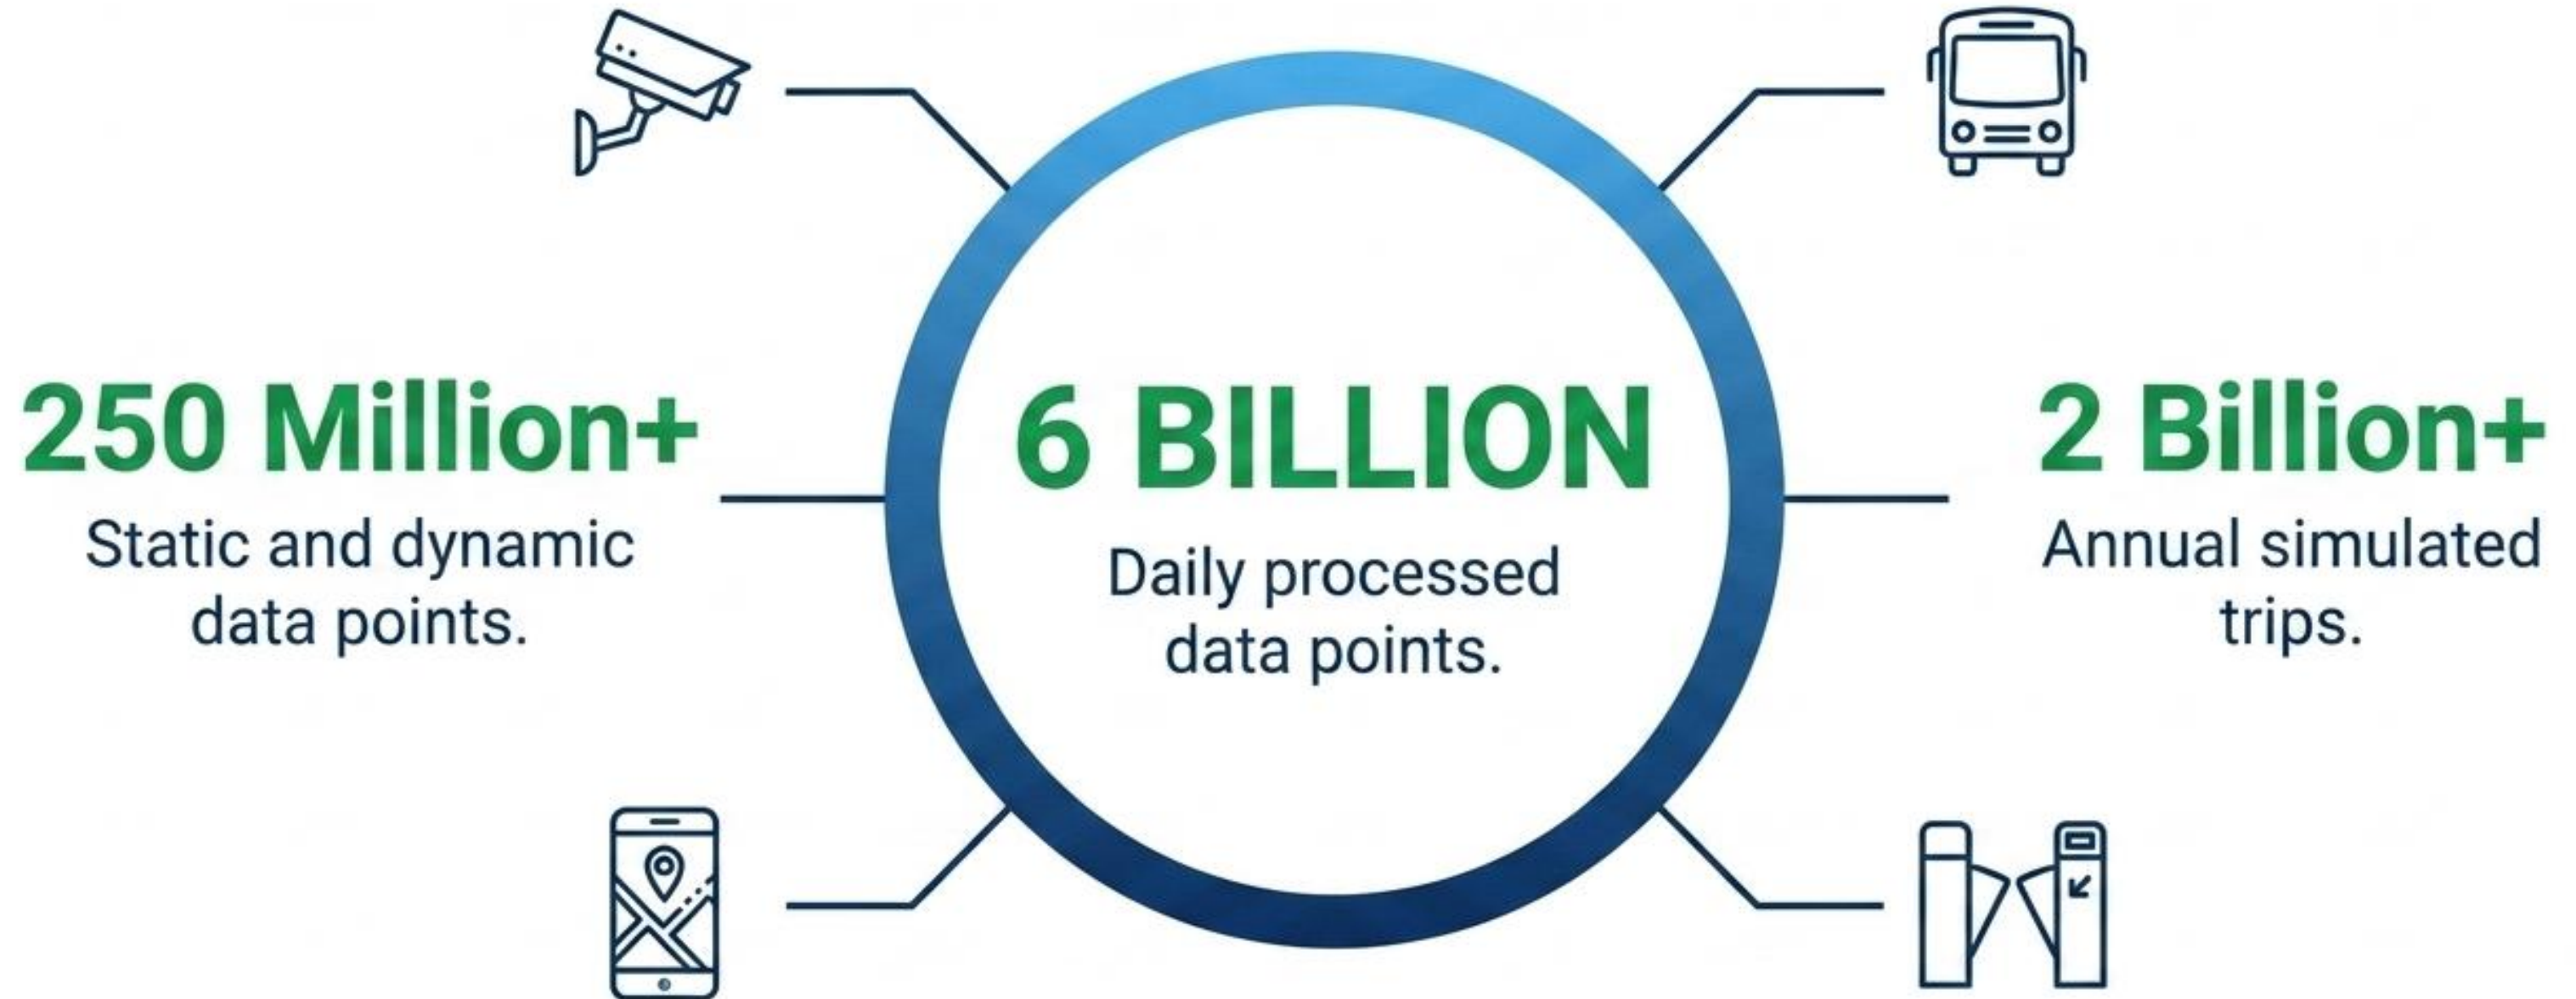 250 Million+
Static and dynamic
data points.
6 BILLION
Daily processed
data points.
2 Billion+
Annual simulated
trips.